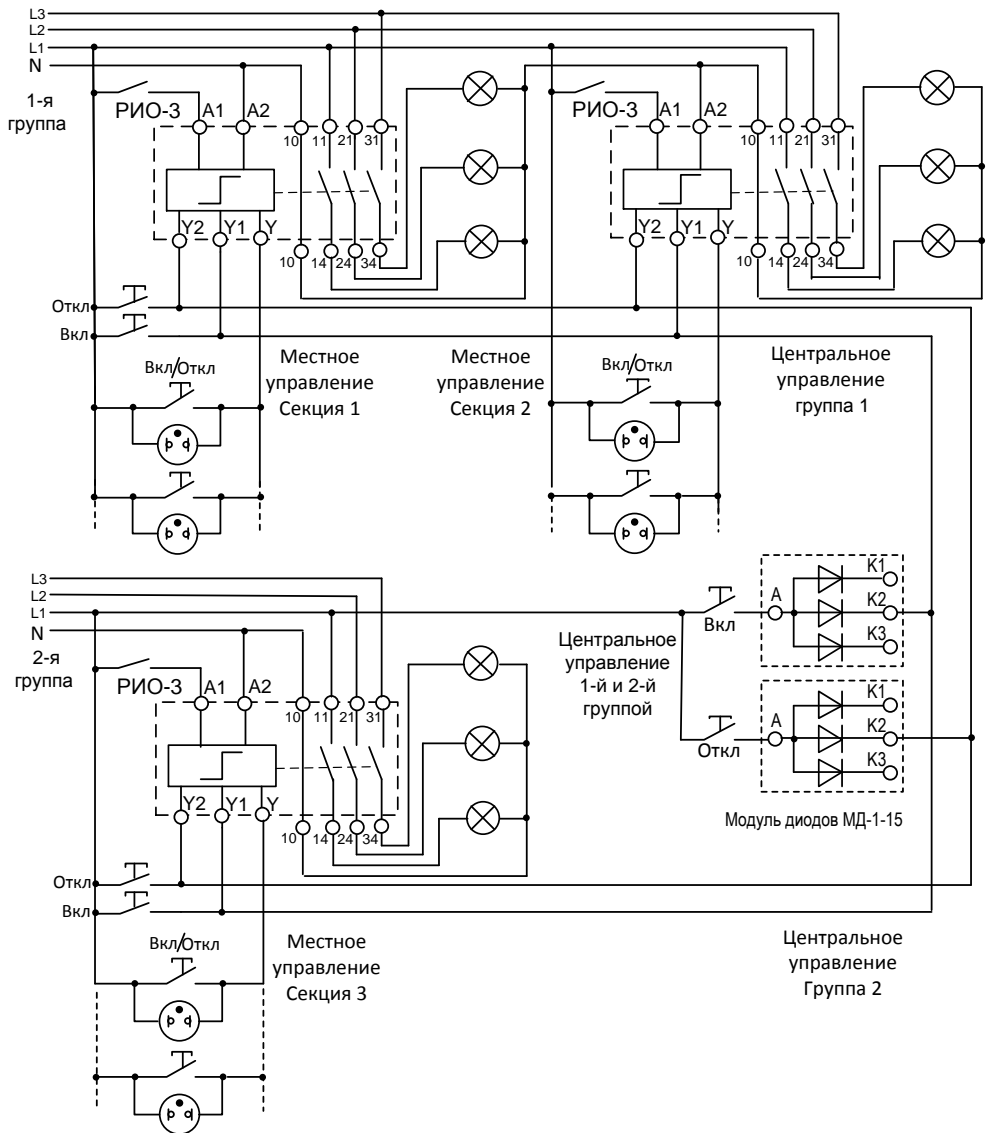 L3
L2
L1
N
1-я
группа
РИО-3
A1
A2
10
11
21
31
Y2
Y1
Y
10
14
24
34
РИО-3
A1
A2
10
11
21
31
Y2
Y1
Y
10
14
24
34
Откл
Вкл
Вкл/Откл
Местное
управление
Секция 1
Местное
управление
Секция 2
Вкл/Откл
Центральное
управление
группа 1
L3
L2
L1
N
2-я
группа
РИО-3
A1
A2
10
11
21
31
Y2
Y1
Y
10
14
24
34
Центральное
управление
1-й и 2-й
группой
Вкл
A
K1
K2
K3
Откл
A
K1
K2
K3
Модуль диодов МД-1-15
Откл
Вкл
Вкл/Откл
Местное
управление
Секция 3
Центральное
управление
Группа 2